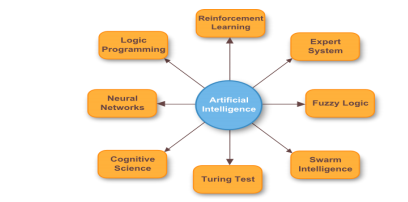 Reinforcement
Learning
Logic
Programming
Expert
System
Neural
Networks
Artificial
Intelligence
Fuzzy Logic
Cognitive
Science
Turing Test
Swarm
Intelligence